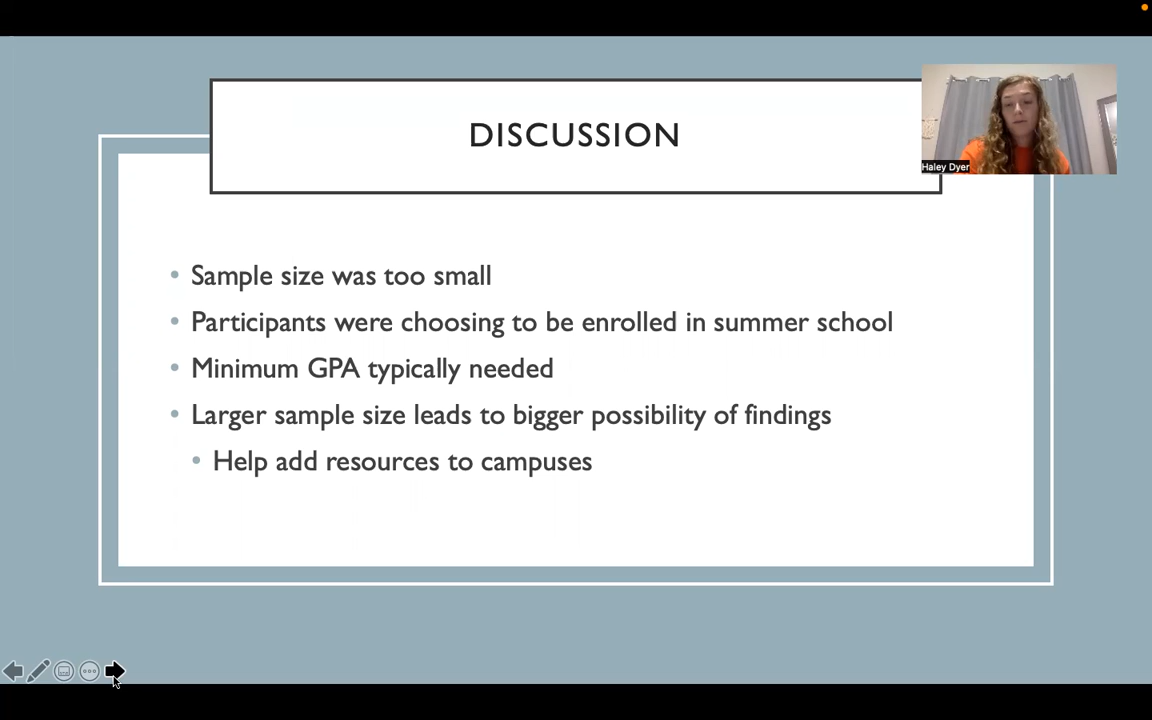 DISCUSSION
Haley Dyer
• Sample size was too small
• Participants were choosing to be enrolled in summer school
• Minimum GPA typically needed
• Larger sample size leads to bigger possibility of findings
• Help add resources to campuses